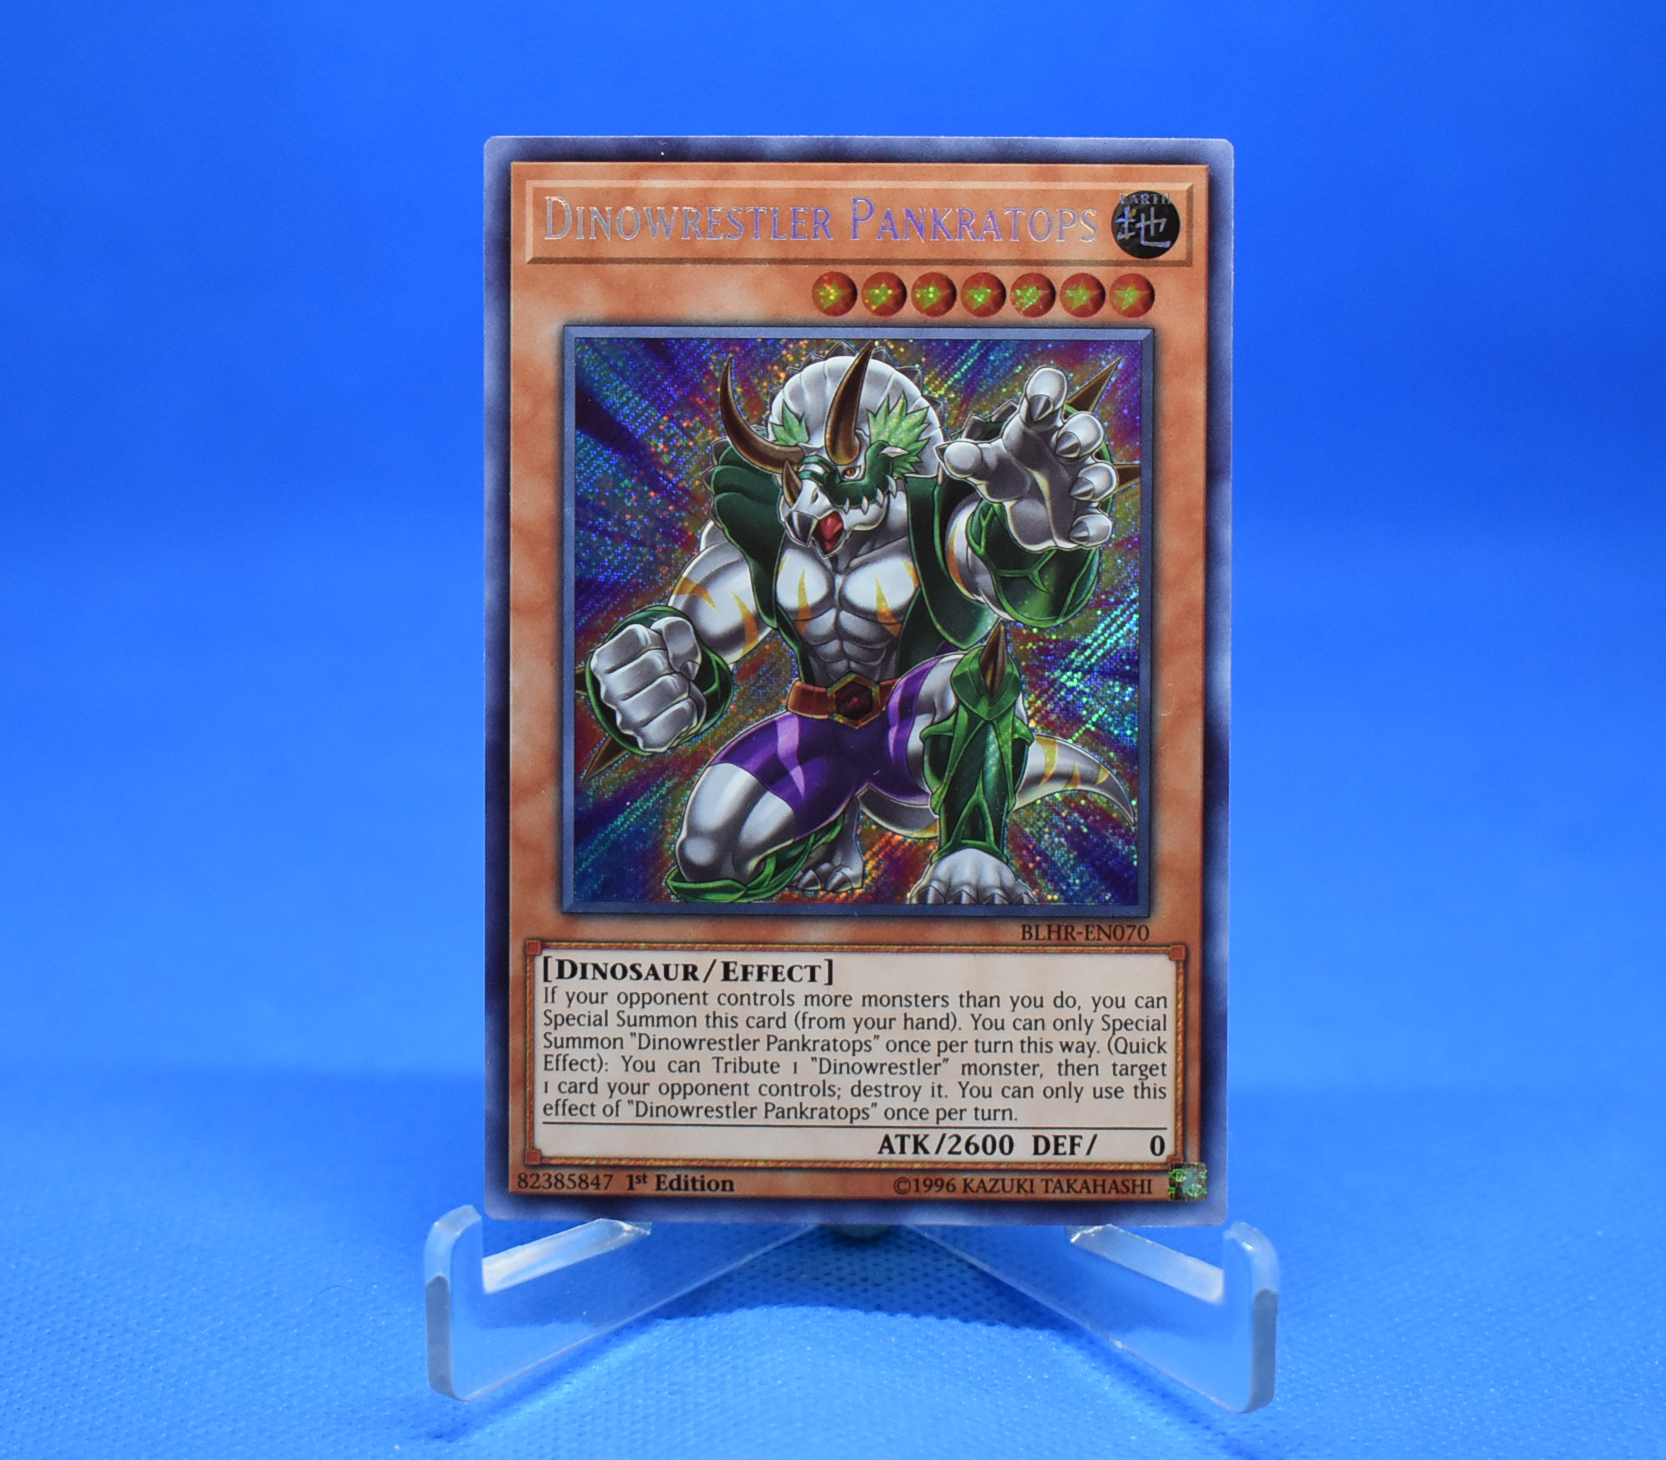 DINOWRESTLER PANKRATOPS
EARTH
地
BLHR-EN070
[DINOSAUR/EFFECT]
If your opponent controls more monsters than you do, you can
Special Summon this card (from your hand). You can only Special
Summon "Dinowrestler Pankratops" once per turn this way. (Quick
Effect): You can Tribute 1 "Dinowrestler" monster, then target
1 card your opponent controls; destroy it. You can only use this
effect of "Dinowrestler Pankratops" once per turn.
ATK/2600 DEF/ 0
82385847 1st Edition ©1996 KAZUKI TAKAHASHI